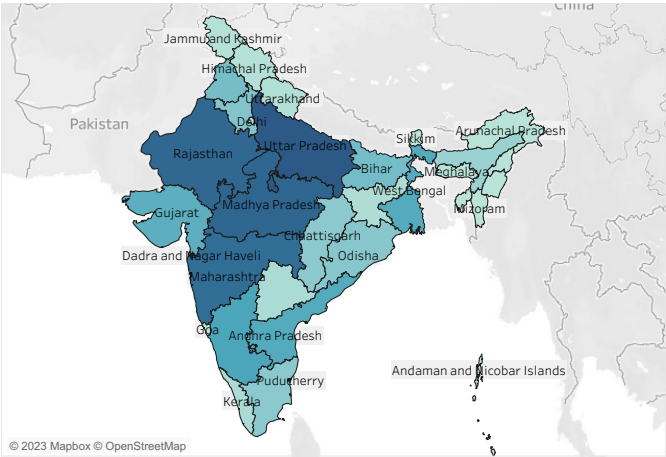 China
Jammu and Kashmir
Himachal Pradesh
Uttarakhand
Pakistan
Delhi
Sikkim
Arunachal Pradesh
Rajasthan
Uttar Pradesh
Bihar
Meghalaya
West Bengal
Gujarat
Madhya Pradesh
Mizoram
Chhattisgarh
Dadra and Nagar Haveli
Odisha
Maharashtra
Goa
Andhra Pradesh
Andaman and Nicobar Islands
Puducherry
Kerala
© 2023 Mapbox © OpenStreetMap